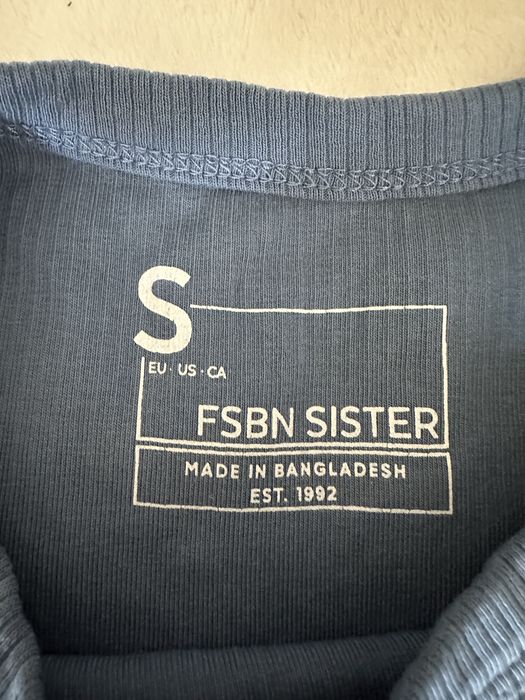 S
EU · US · CA
FSBN SISTER
MADE IN BANGLADESH
EST. 1992